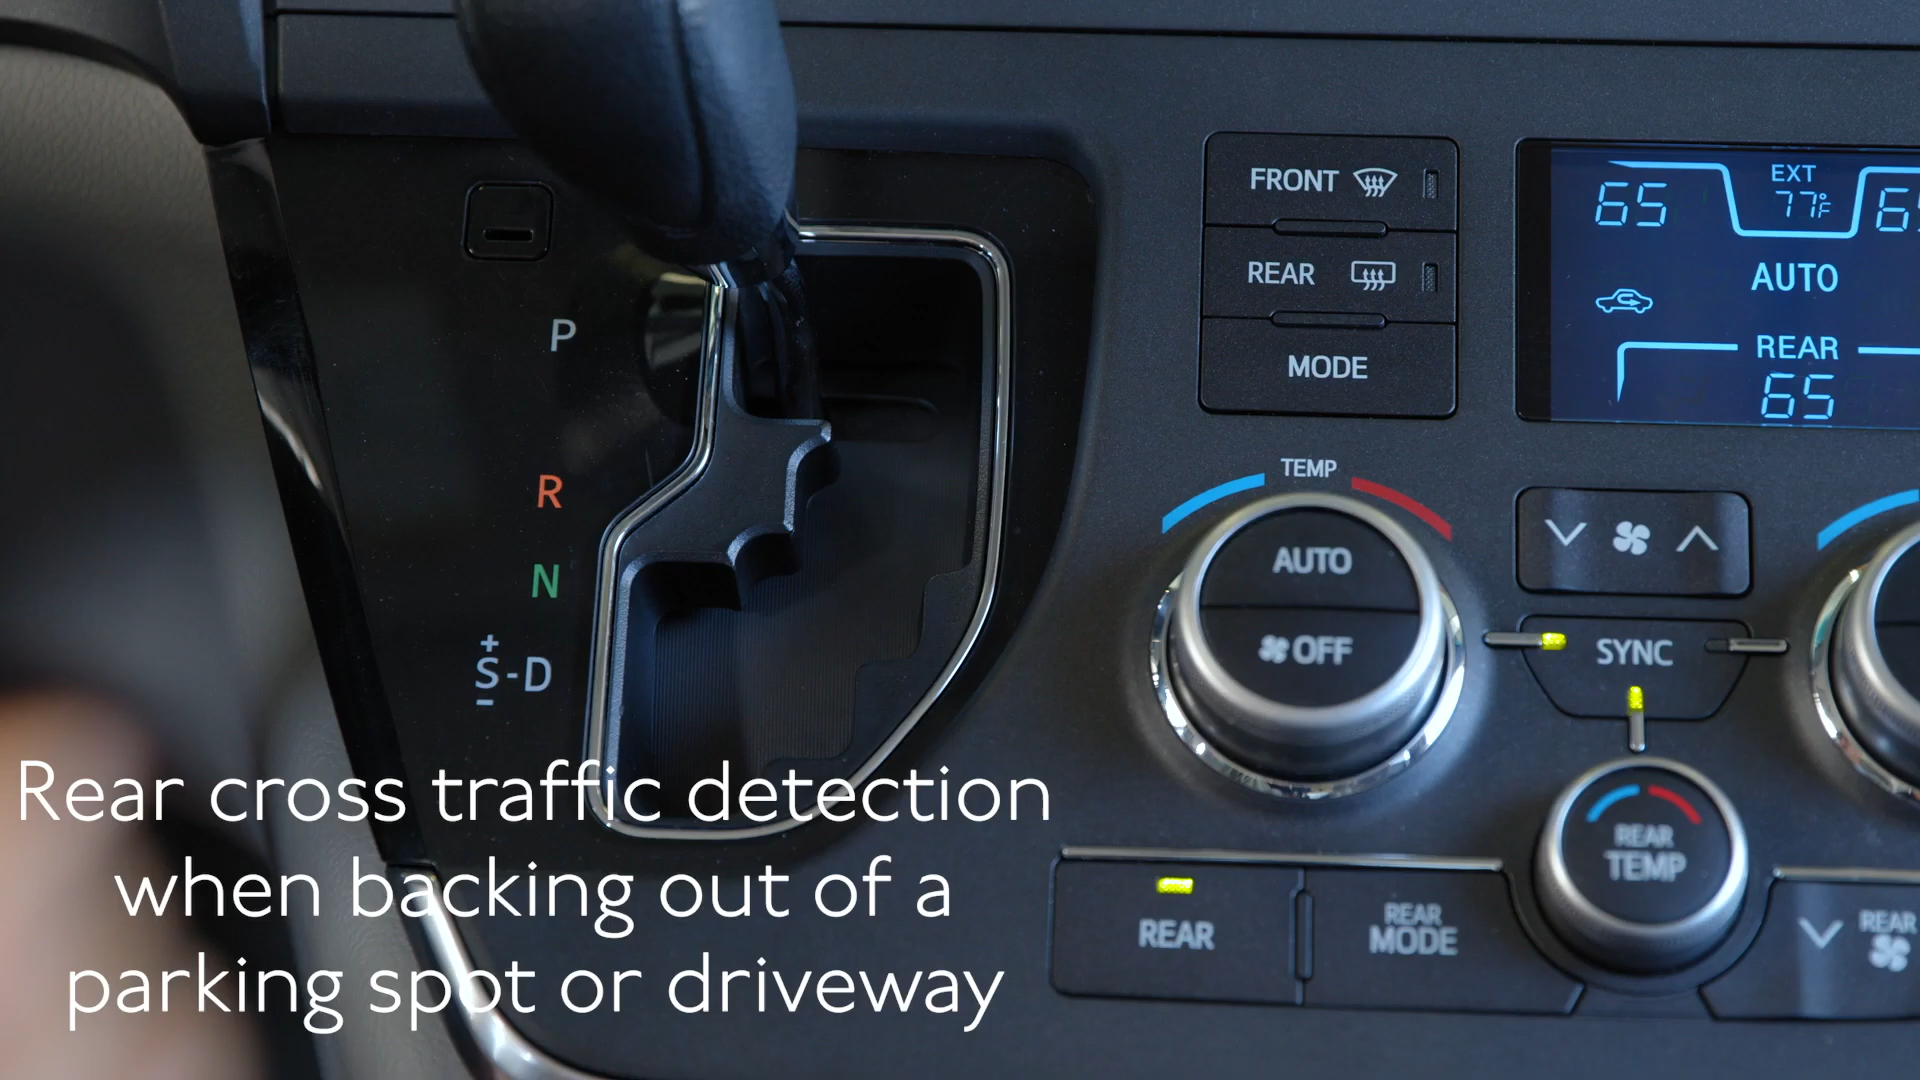 FRONT
REAR
MODE
EXT
65 77°F
AUTO
REAR
65
P
R
N
+
S-D
-
TEMP
AUTO
OFF
SYNC
REAR
TEMP
REAR
REAR
MODE
REAR
Rear cross traffic detection
when backing out of a
parking spot or driveway